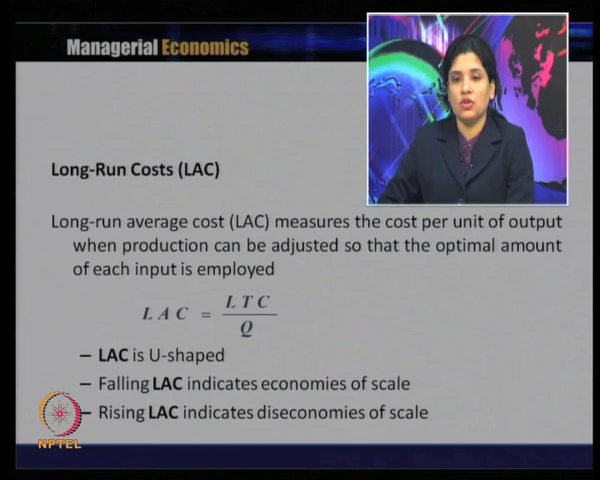 Managerial Economics
Long-Run Costs (LAC)
Long-run average cost (LAC) measures the cost per unit of output
when production can be adjusted so that the optimal amount
of each input is employed
LAC = LTC / Q
– LAC is U-shaped
– Falling LAC indicates economies of scale
– Rising LAC indicates diseconomies of scale
NPTEL